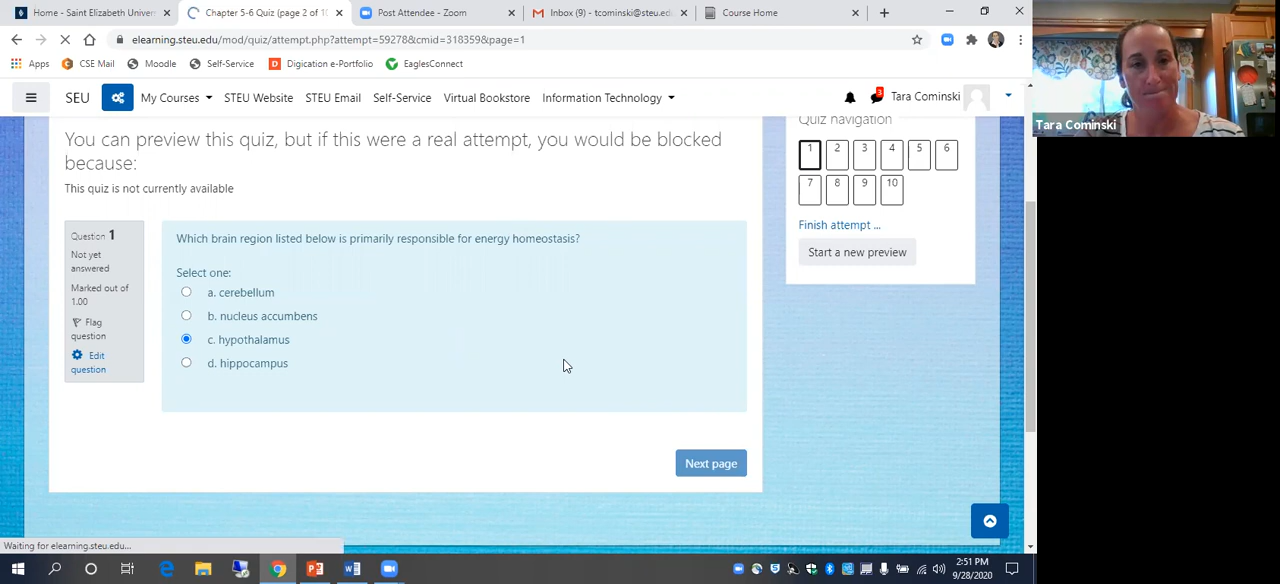 Home - Saint Elizabeth Univer
Chapter 5-6 Quiz (page 2 of 10
Post Attendee - Zoom
Inbox (9) - tcominski@steu.ed
Course Home
elearning.steu.edu/mod/quiz/attempt.php?attempt=59278&cmid=318359&page=1
Apps
CSE Mail
Moodle
Self-Service
Digication e-Portfolio
EaglesConnect
SEU
My Courses
STEU Website
STEU Email
Self-Service
Virtual Bookstore
Information Technology
3
Tara Cominski
Tara Cominski
You can preview this quiz, but if this were a real attempt, you would be blocked
because:
This quiz is not currently available
Question 1
Not yet
answered
Marked out of
1.00
Flag
question
Edit
question
Which brain region listed below is primarily responsible for energy homeostasis?
Select one:
a. cerebellum
b. nucleus accumbens
c. hypothalamus
d. hippocampus
Next page
Quiz navigation
1 2 3 4 5 6
7 8 9 10
Finish attempt ...
Start a new preview
Waiting for elearning.steu.edu...
2:51 PM
9/28/2020